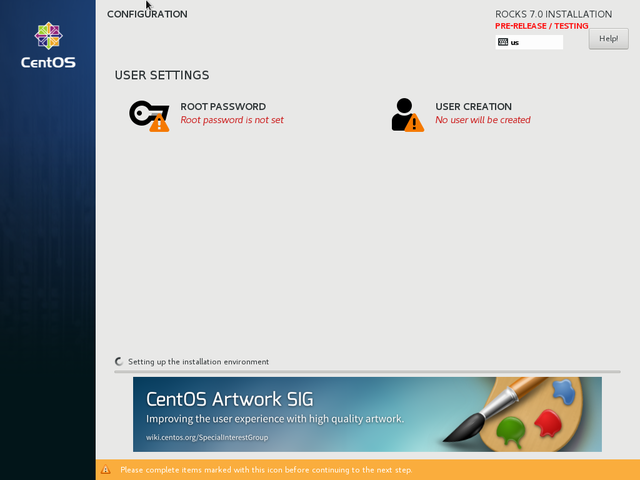 CONFIGURATION
ROCKS 7.0 INSTALLATION
PRE-RELEASE / TESTING
us
Help!
CentOS
USER SETTINGS
ROOT PASSWORD
Root password is not set
USER CREATION
No user will be created
Setting up the installation environment
CentOS Artwork SIG
Improving the user experience with high quality artwork.
wiki.centos.org/SpecialInterestGroup
Please complete items marked with this icon before continuing to the next step.